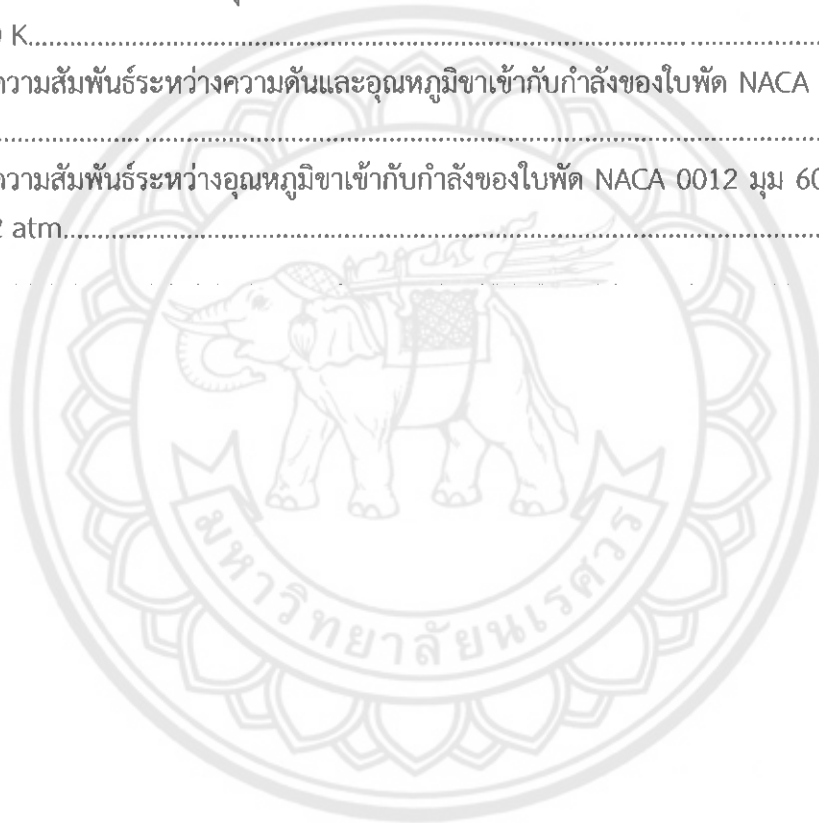 K
ความสัมพันธ์ระหว่างความดันและอุณหภูมิขาเข้ากับกำลังของใบพัด NACA
ความสัมพันธ์ระหว่างอุณหภูมิขาเข้ากับกำลังของใบพัด NACA 0012 มุม 60
2 atm
มหาวิทยาลัยนเรศวร